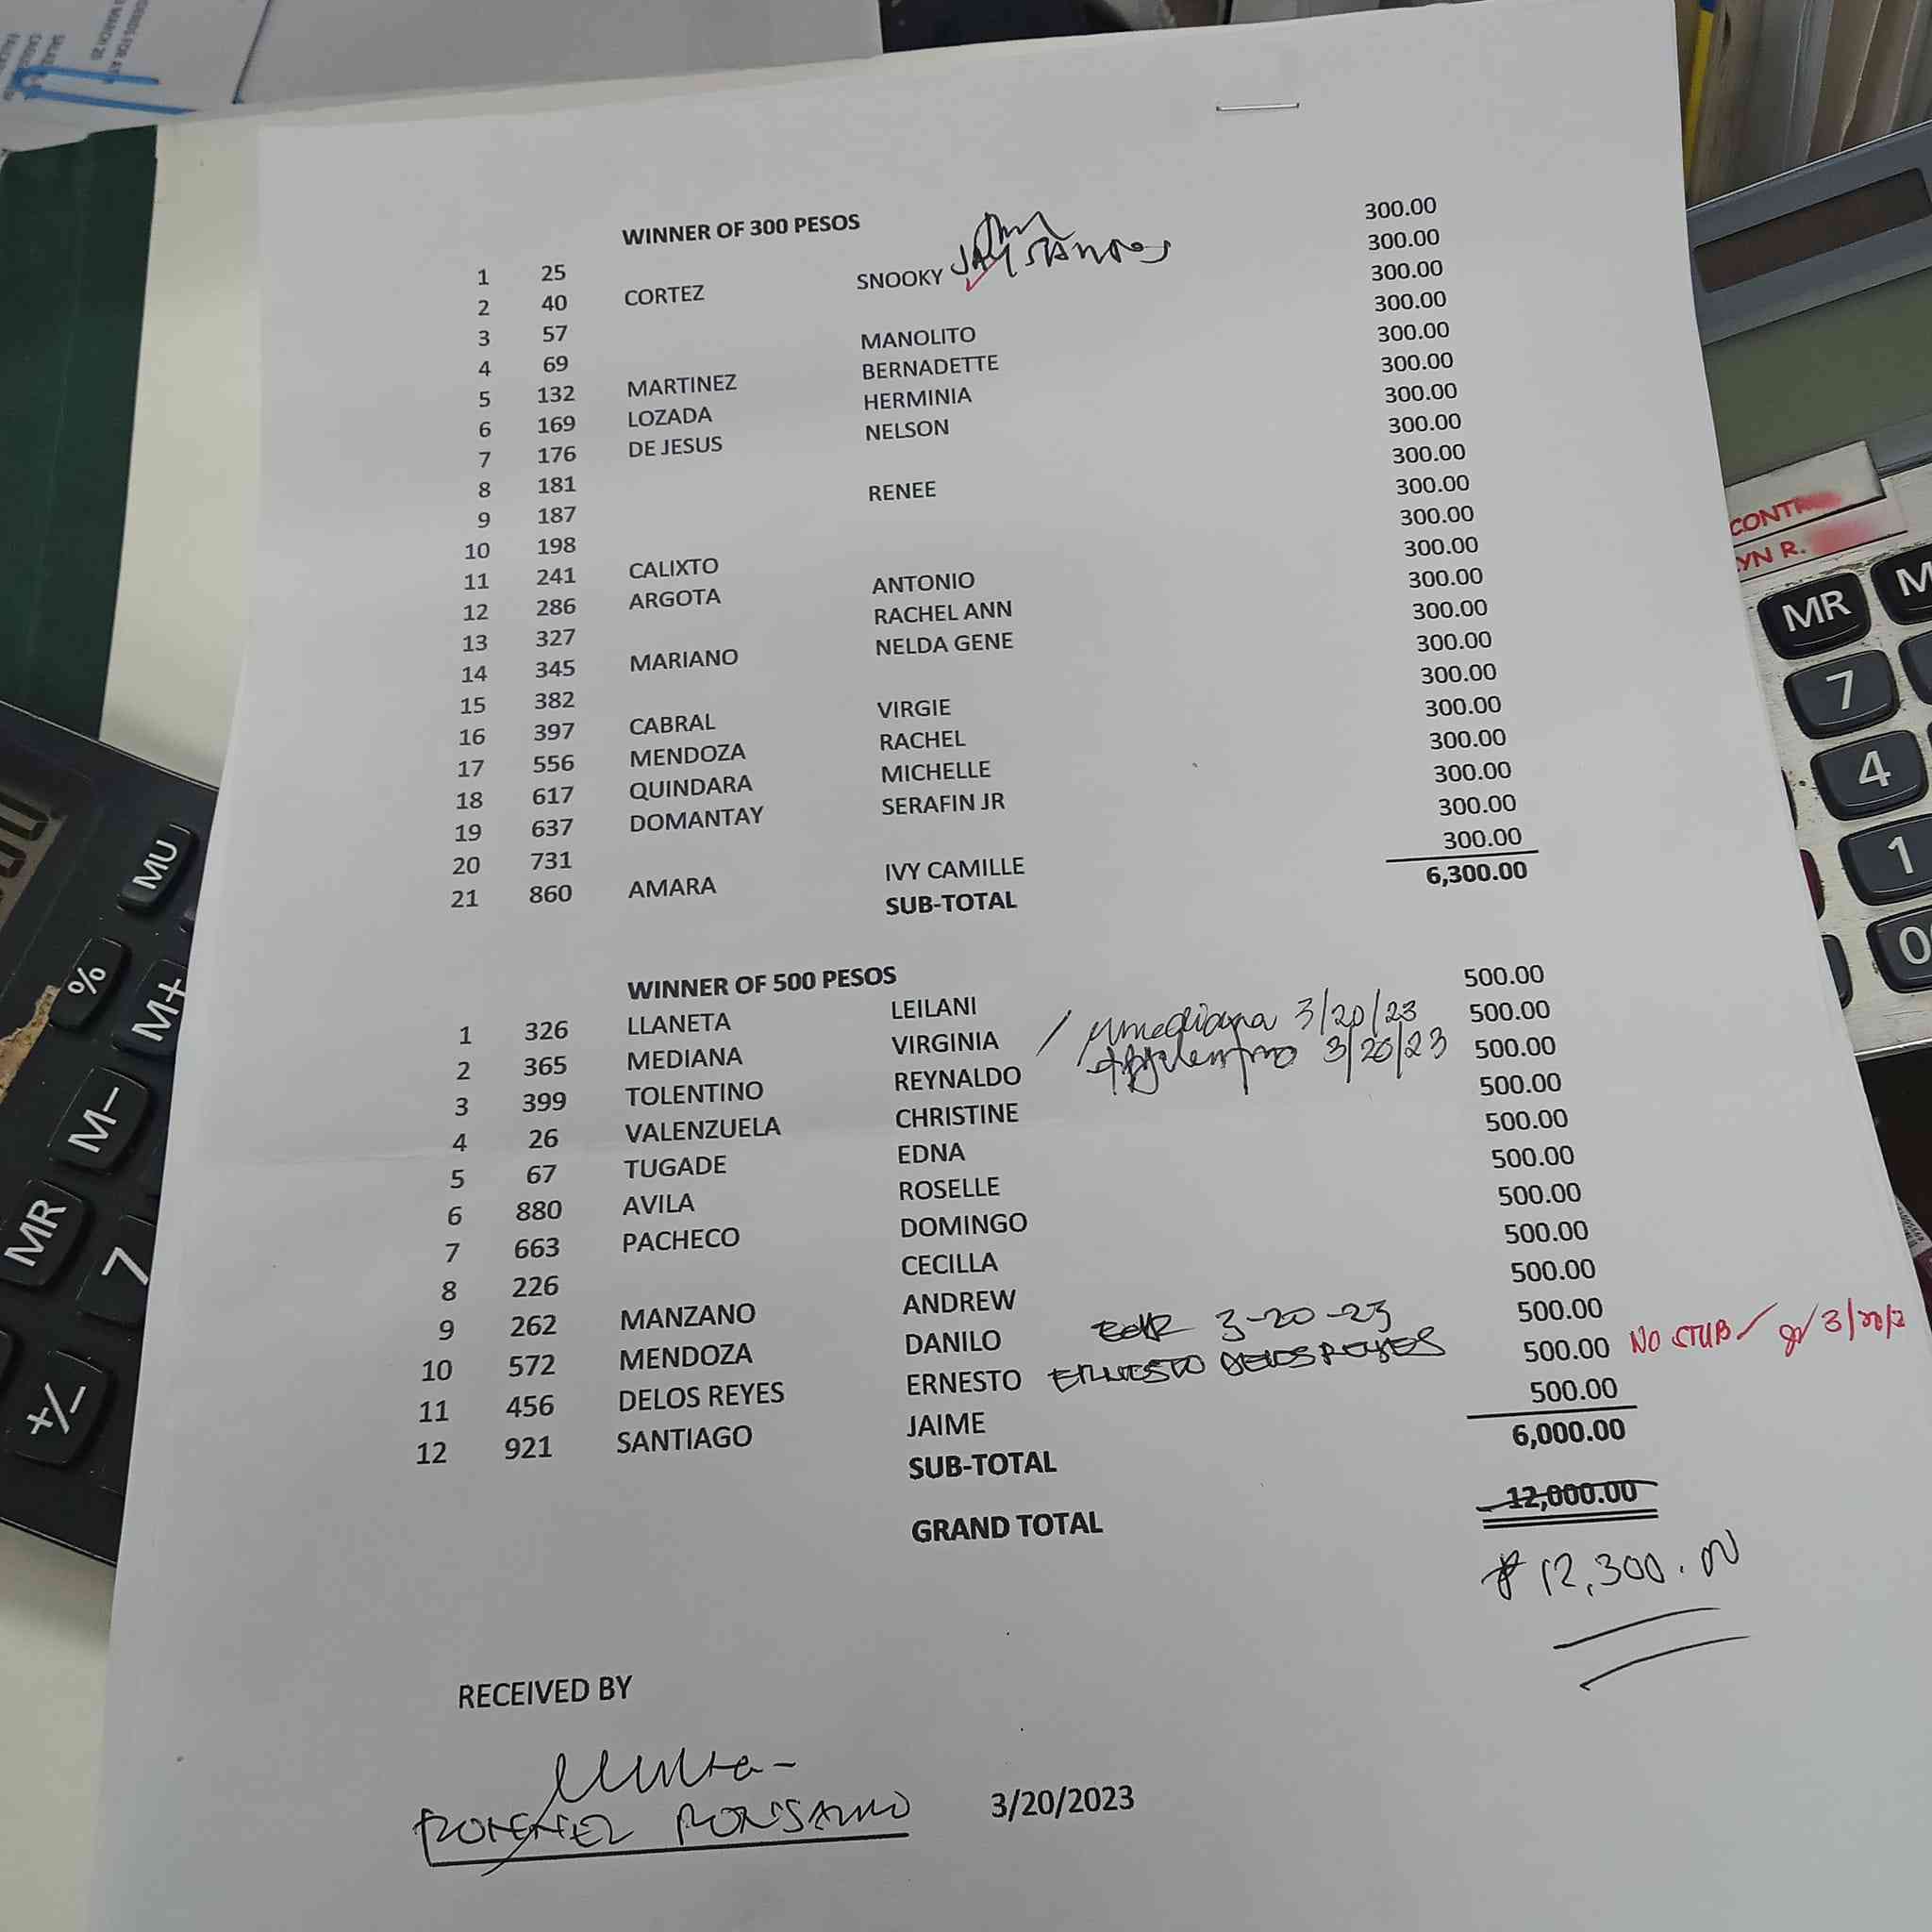 WINNER OF 300 PESOS
1 25 300.00
2 40 CORTEZ SNOOKY JAY SANTOS 300.00
3 57 300.00
4 69 MANOLITO 300.00
5 132 MARTINEZ BERNADETTE 300.00
6 169 LOZADA HERMINIA 300.00
7 176 DE JESUS NELSON 300.00
8 181 300.00
9 187 RENEE 300.00
10 198 300.00
11 241 CALIXTO 300.00
12 286 ARGOTA ANTONIO 300.00
13 327 RACHEL ANN 300.00
14 345 MARIANO NELDA GENE 300.00
15 382 300.00
16 397 CABRAL VIRGIE 300.00
17 556 MENDOZA RACHEL 300.00
18 617 QUINDARA MICHELLE 300.00
19 637 DOMANTAY SERAFIN JR 300.00
20 731 300.00
21 860 AMARA IVY CAMILLE 300.00
SUB-TOTAL 6,300.00
WINNER OF 500 PESOS
1 326 LLANETA LEILANI 500.00
2 365 MEDIANA VIRGINIA / 3/20/23 500.00
3 399 TOLENTINO REYNALDO 3/20/23 500.00
4 26 VALENZUELA CHRISTINE 500.00
5 67 TUGADE EDNA 500.00
6 880 AVILA ROSELLE 500.00
7 663 PACHECO DOMINGO 500.00
8 226 CECILLA 500.00
9 262 MANZANO ANDREW 500.00
10 572 MENDOZA DANILO 3-20-23 500.00
11 456 DELOS REYES ERNESTO ERNESTO DELOS REYES 500.00 NO STUB
12 921 SANTIAGO JAIME 500.00
SUB-TOTAL 6,000.00
GRAND TOTAL 12,000.00
₱ 12,300.00
RECEIVED BY
3/20/2023
MR
7
4
1
0
MU
%
M+
M-
MR
7
+/-